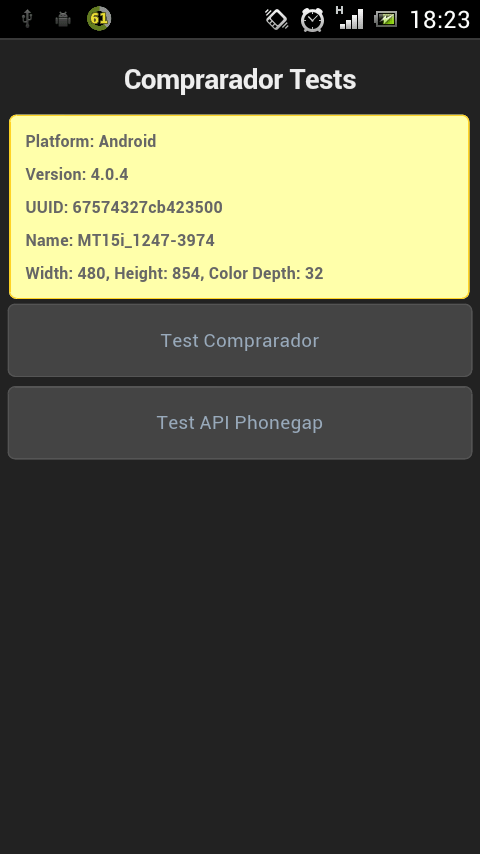 61
H
18:23
Comprarador Tests
Platform: Android
Version: 4.0.4
UUID: 67574327cb423500
Name: MT15i_1247-3974
Width: 480, Height: 854, Color Depth: 32
Test Comprarador
Test API Phonegap